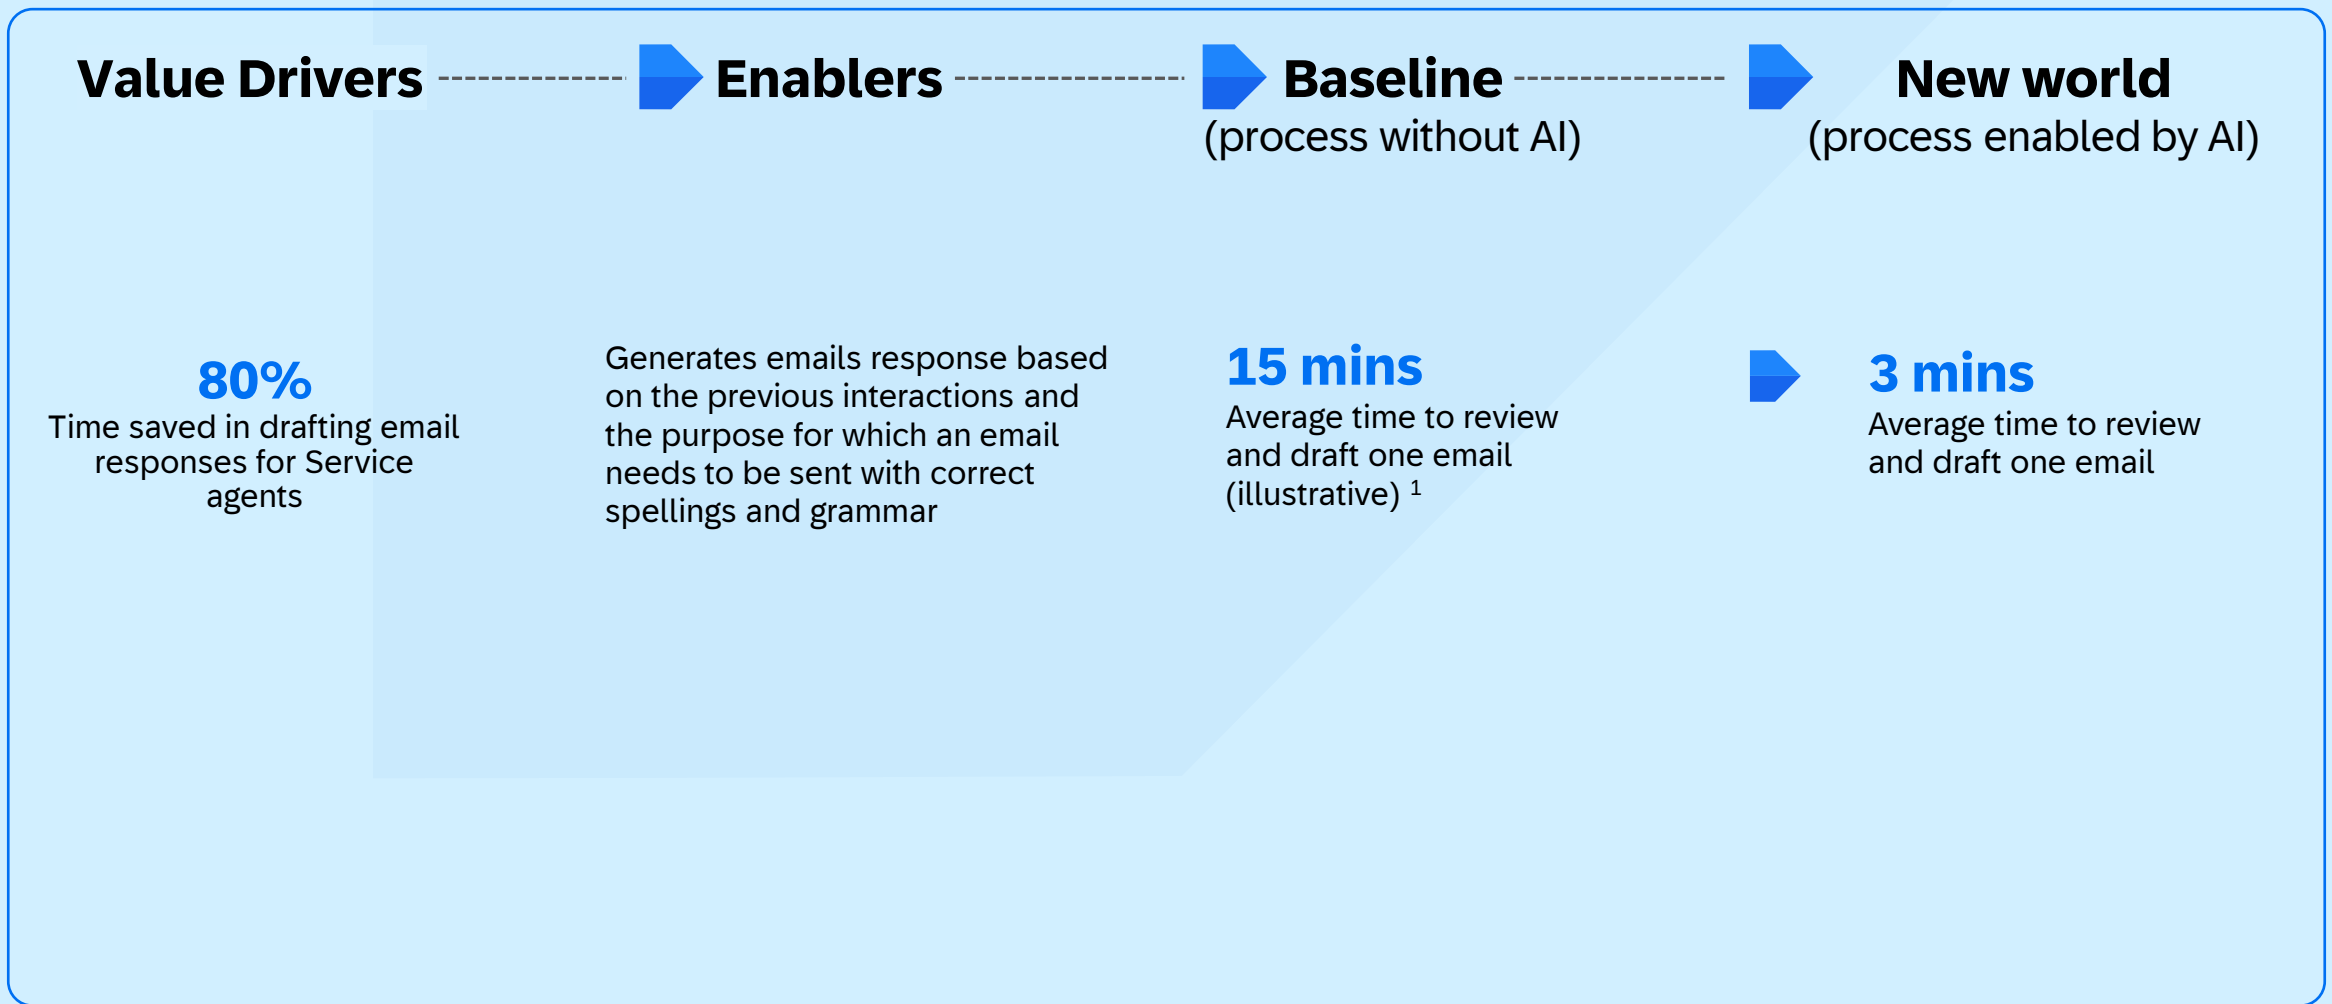 Value Drivers
Enablers
Baseline
(process without AI)
New world
(process enabled by AI)
80%
Time saved in drafting email
responses for Service
agents
Generates emails response based
on the previous interactions and
the purpose for which an email
needs to be sent with correct
spellings and grammar
15 mins
Average time to review
and draft one email
(illustrative) 1
3 mins
Average time to review
and draft one email